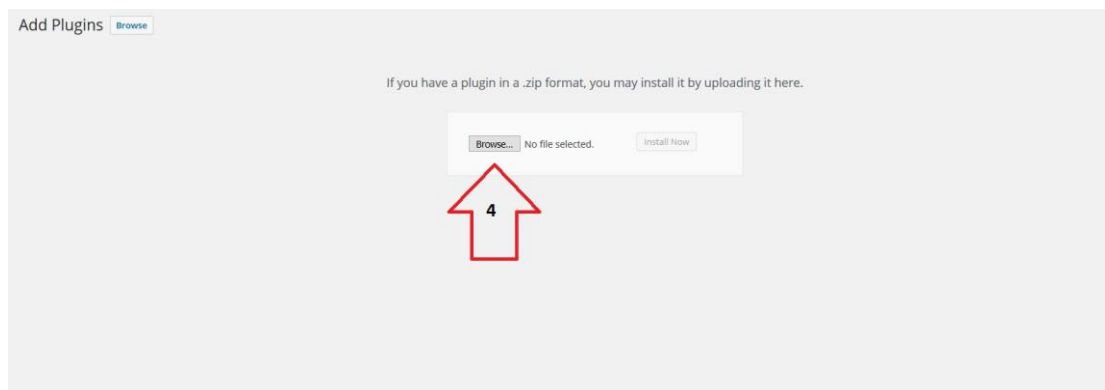 Add Plugins Browse
If you have a plugin in a .zip format, you may install it by uploading it here.
Browse... No file selected. Install Now
4